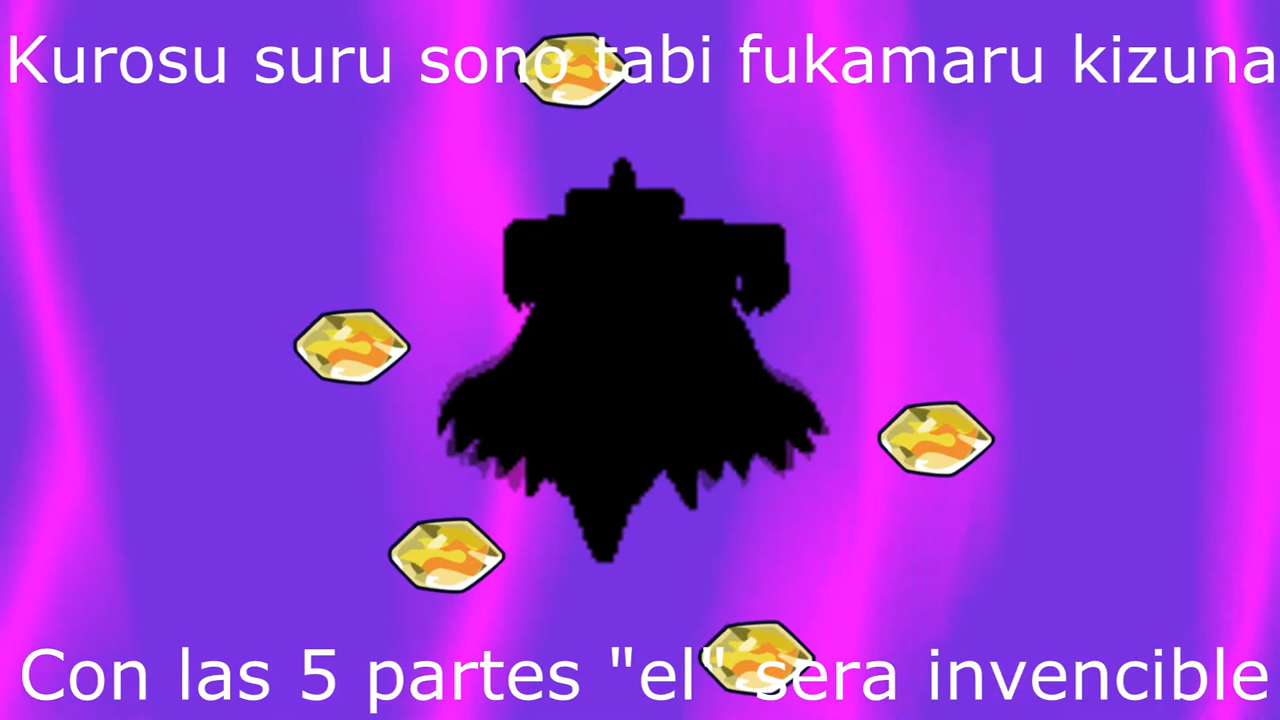 Kurosu suru sono tabi fukamaru kizuna
Con las 5 partes "el" sera invencible